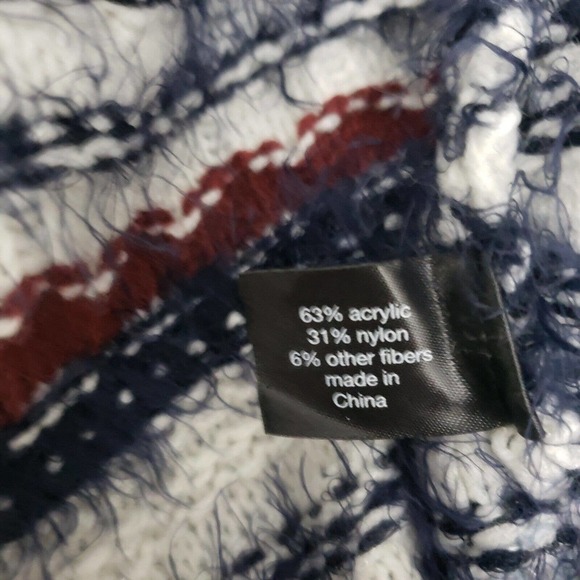 63% acrylic
31% nylon
6% other fibers
made in
China